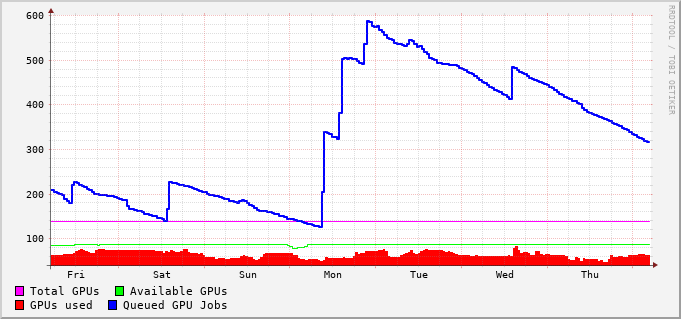 600
500
400
300
200
100
Fri Sat Sun Mon Tue Wed Thu
Total GPUs Available GPUs
GPUs used Queued GPU Jobs
RRDTOOL / TOBI OETIKER